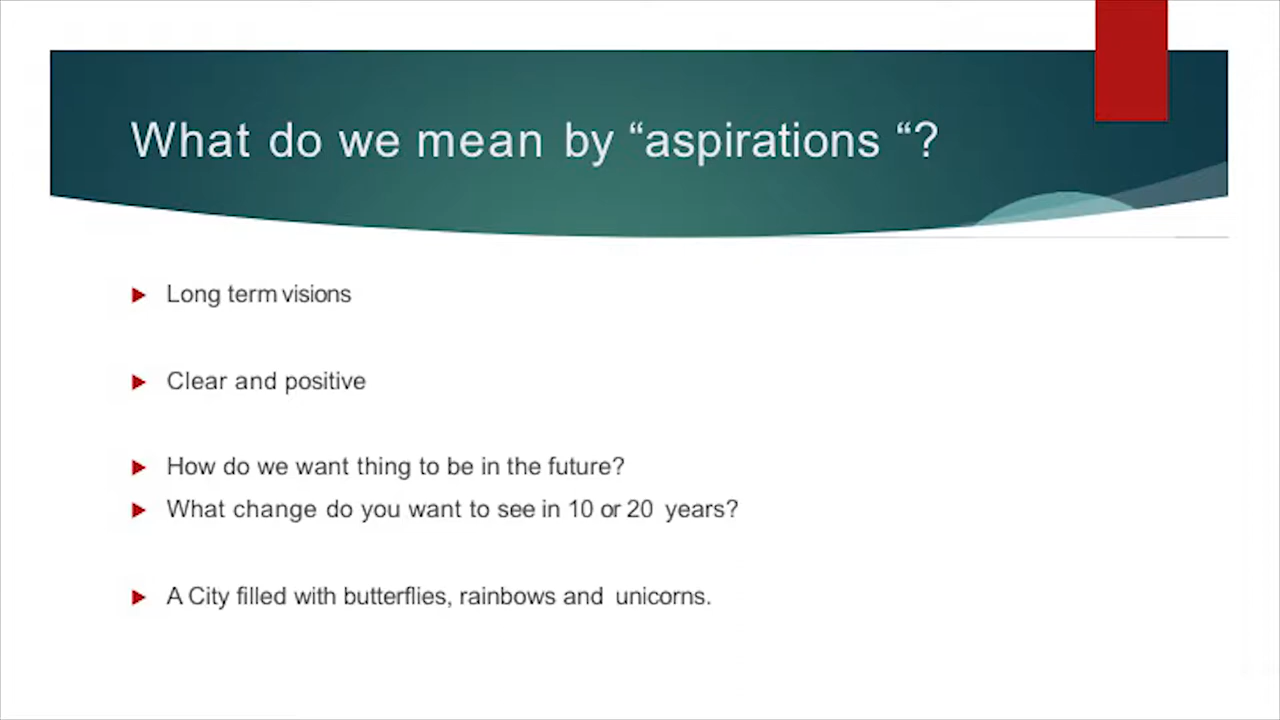 What do we mean by “aspirations “?
Long term visions
Clear and positive
How do we want thing to be in the future?
What change do you want to see in 10 or 20 years?
A City filled with butterflies, rainbows and unicorns.